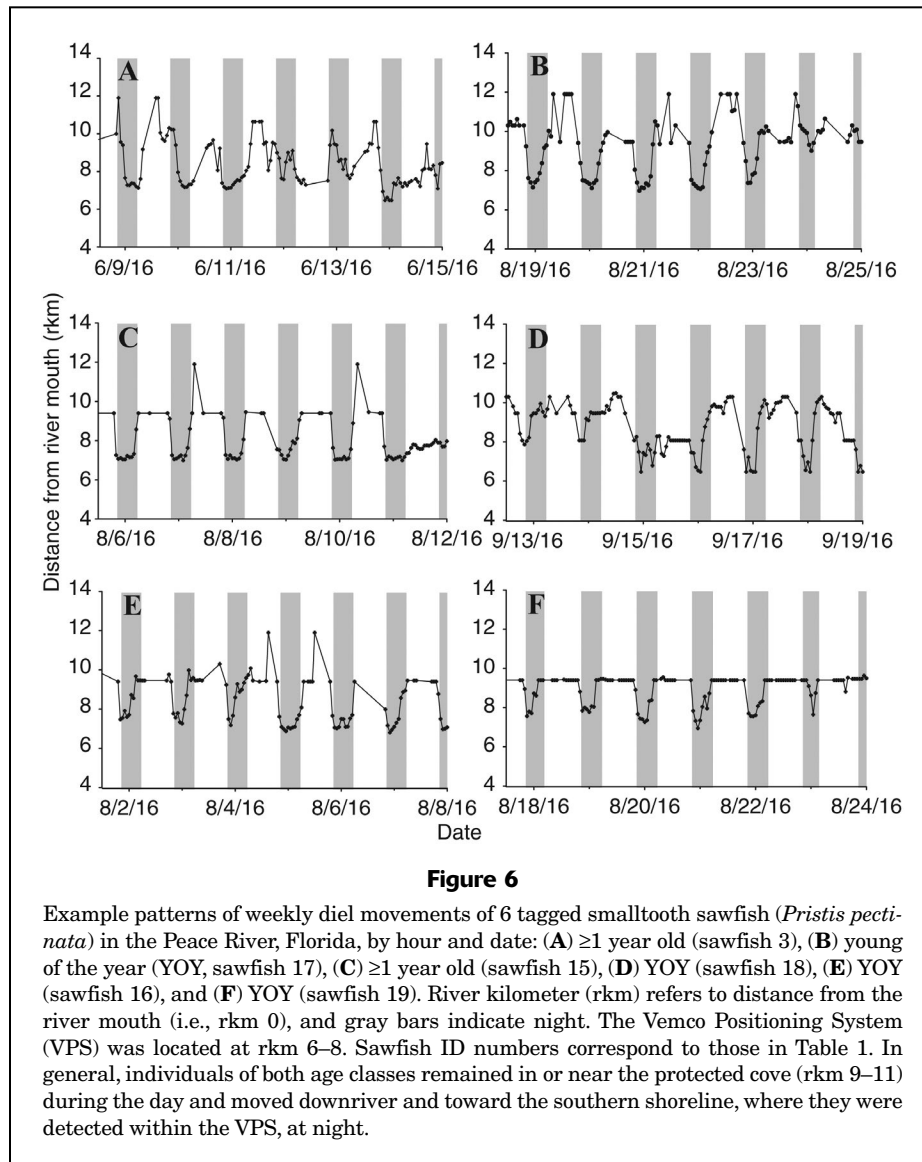 14
12
10
8
6
4
A
6/9/16 6/11/16 6/13/16 6/15/16
14
12
10
8
6
4
B
8/19/16 8/21/16 8/23/16 8/25/16
Distance from river mouth (rkm)
14
12
10
8
6
4
C
8/6/16 8/8/16 8/10/16 8/12/16
14
12
10
8
6
4
D
9/13/16 9/15/16 9/17/16 9/19/16
14
12
10
8
6
4
E
8/2/16 8/4/16 8/6/16 8/8/16
14
12
10
8
6
4
F
8/18/16 8/20/16 8/22/16 8/24/16
Date
Figure 6
Example patterns of weekly diel movements of 6 tagged smalltooth sawfish (Pristis pecti-
nata) in the Peace River, Florida, by hour and date: (A) ≥1 year old (sawfish 3), (B) young
of the year (YOY, sawfish 17), (C) ≥1 year old (sawfish 15), (D) YOY (sawfish 18), (E) YOY
(sawfish 16), and (F) YOY (sawfish 19). River kilometer (rkm) refers to distance from the
river mouth (i.e., rkm 0), and gray bars indicate night. The Vemco Positioning System
(VPS) was located at rkm 6–8. Sawfish ID numbers correspond to those in Table 1. In
general, individuals of both age classes remained in or near the protected cove (rkm 9–11)
during the day and moved downriver and toward the southern shoreline, where they were
detected within the VPS, at night.